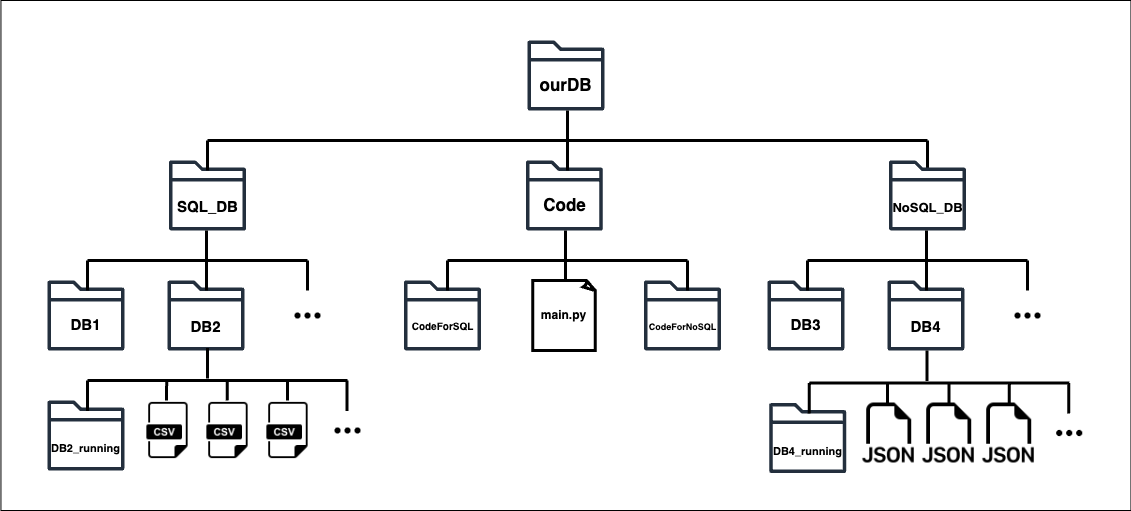 ourDB
SQL_DB
Code
NoSQL_DB
DB1
DB2
...
CodeForSQL
main.py
CodeForNoSQL
DB3
DB4
...
DB2_running
CSV
CSV
CSV
...
DB4_running
JSON
JSON
JSON
...